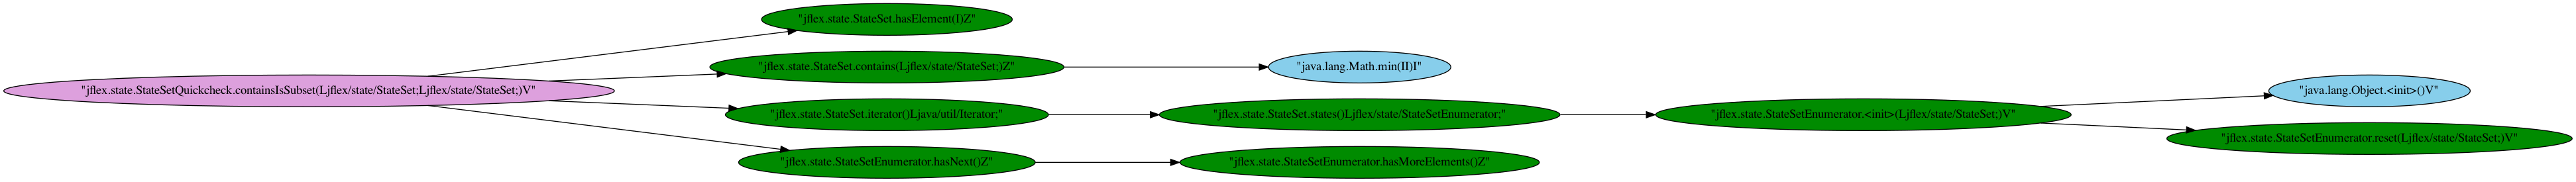 "jflex.state.StateSet.hasElement(I)Z"
"jflex.state.StateSet.contains(Ljflex/state/StateSet;)Z"
"java.lang.Math.min(II)I"
"jflex.state.StateSetQuickcheck.containsIsSubset(Ljflex/state/StateSet;Ljflex/state/StateSet;)V"
"java.lang.Object.<init>()V"
"jflex.state.StateSet.iterator()Ljava/util/Iterator;"
"jflex.state.StateSet.states()Ljflex/state/StateSetEnumerator;"
"jflex.state.StateSetEnumerator.<init>(Ljflex/state/StateSet;)V"
"jflex.state.StateSetEnumerator.reset(Ljflex/state/StateSet;)V"
"jflex.state.StateSetEnumerator.hasNext()Z"
"jflex.state.StateSetEnumerator.hasMoreElements()Z"